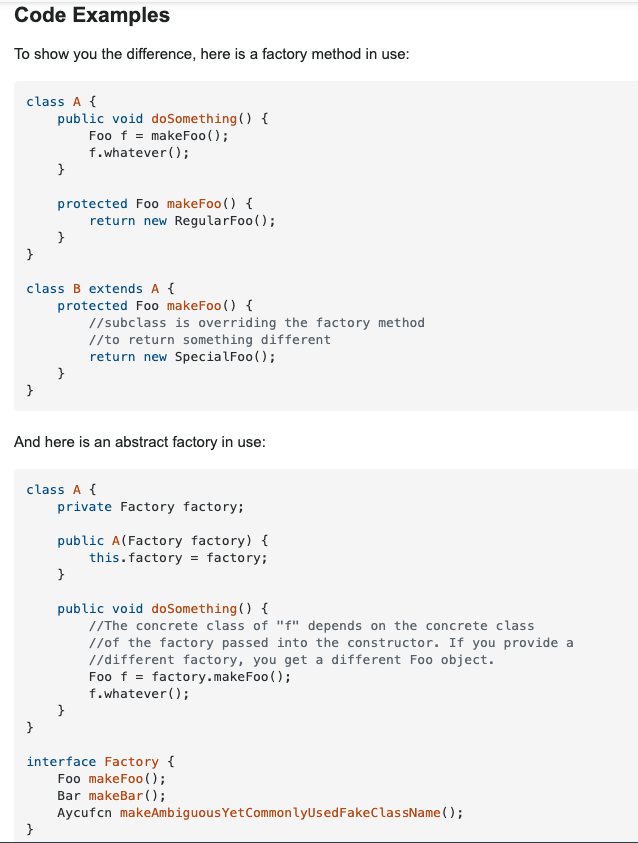 Code Examples
To show you the difference, here is a factory method in use:
class A {
    public void doSomething() {
        Foo f = makeFoo();
        f.whatever();
    }

    protected Foo makeFoo() {
        return new RegularFoo();
    }
}

class B extends A {
    protected Foo makeFoo() {
        //subclass is overriding the factory method
        //to return something different
        return new SpecialFoo();
    }
}
And here is an abstract factory in use:
class A {
    private Factory factory;

    public A(Factory factory) {
        this.factory = factory;
    }

    public void doSomething() {
        //The concrete class of "f" depends on the concrete class
        //of the factory passed into the constructor. If you provide a
        //different factory, you get a different Foo object.
        Foo f = factory.makeFoo();
        f.whatever();
    }
}

interface Factory {
    Foo makeFoo();
    Bar makeBar();
    Aycufcn makeAmbiguousYetCommonlyUsedFakeClassName();
}